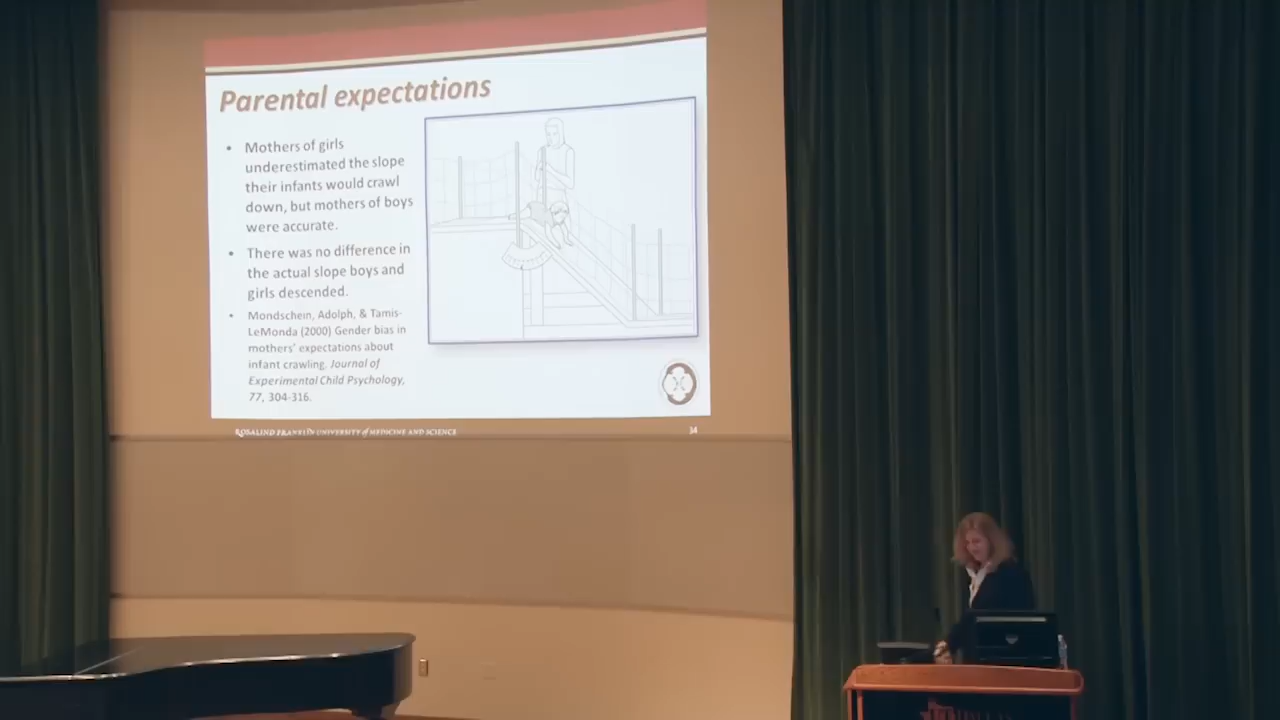 Parental expectations
• Mothers of girls
underestimated the slope
their infants would crawl
down, but mothers of boys
were accurate.
• There was no difference in
the actual slope boys and
girls descended.
• Mondschein, Adolph, & Tamis-
LeMonda (2000) Gender bias in
mothers' expectations about
infant crawling. Journal of
Experimental Child Psychology,
77, 304-316.
ROSALIND FRANKLIN UNIVERSITY of MEDICINE AND SCIENCE
34